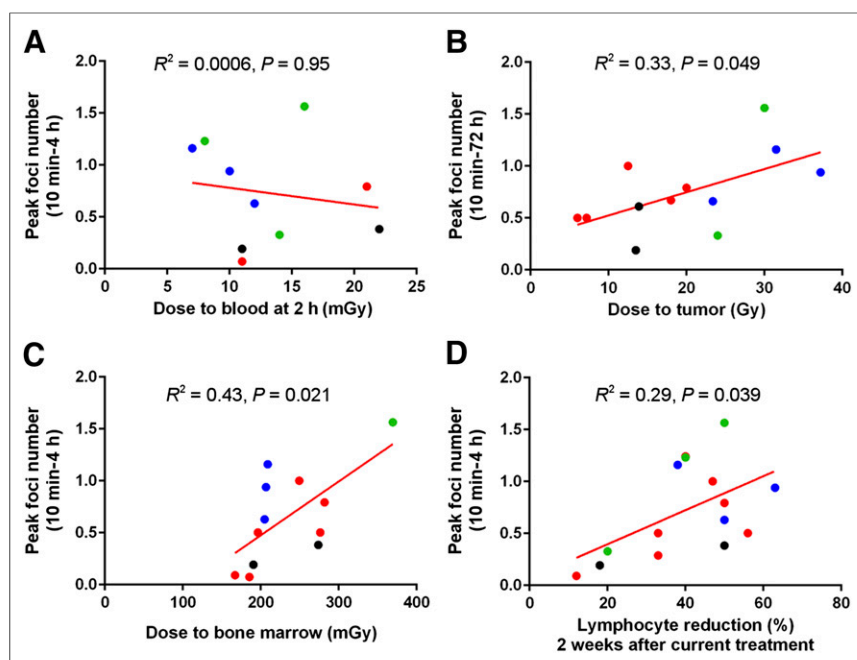 A
R² = 0.0006, P = 0.95
Peak foci number
(10 min-4 h)
2.0
1.5
1.0
0.5
0.0
0 5 10 15 20 25
Dose to blood at 2 h (mGy)
B
R² = 0.33, P = 0.049
Peak foci number
(10 min-72 h)
2.0
1.5
1.0
0.5
0.0
0 10 20 30 40
Dose to tumor (Gy)
C
R² = 0.43, P = 0.021
Peak foci number
(10 min-4 h)
2.0
1.5
1.0
0.5
0.0
0 100 200 300 400
Dose to bone marrow (mGy)
D
R² = 0.29, P = 0.039
Peak foci number
(10 min-4 h)
2.0
1.5
1.0
0.5
0.0
0 20 40 60 80
Lymphocyte reduction (%)
2 weeks after current treatment